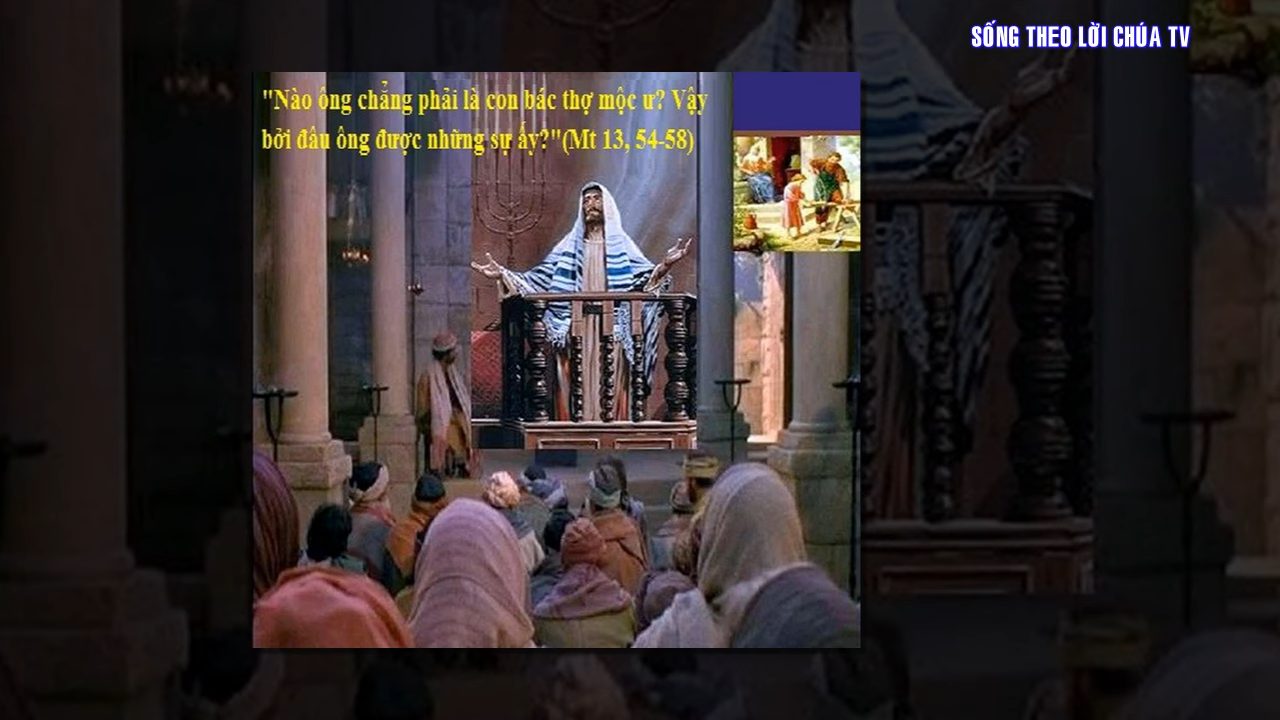 SỐNG THEO LỜI CHÚA TV
"Nào ông chẳng phải là con bác thợ mộc ư? Vậy
bởi đâu ông được những sự ấy?"(Mt 13, 54-58)